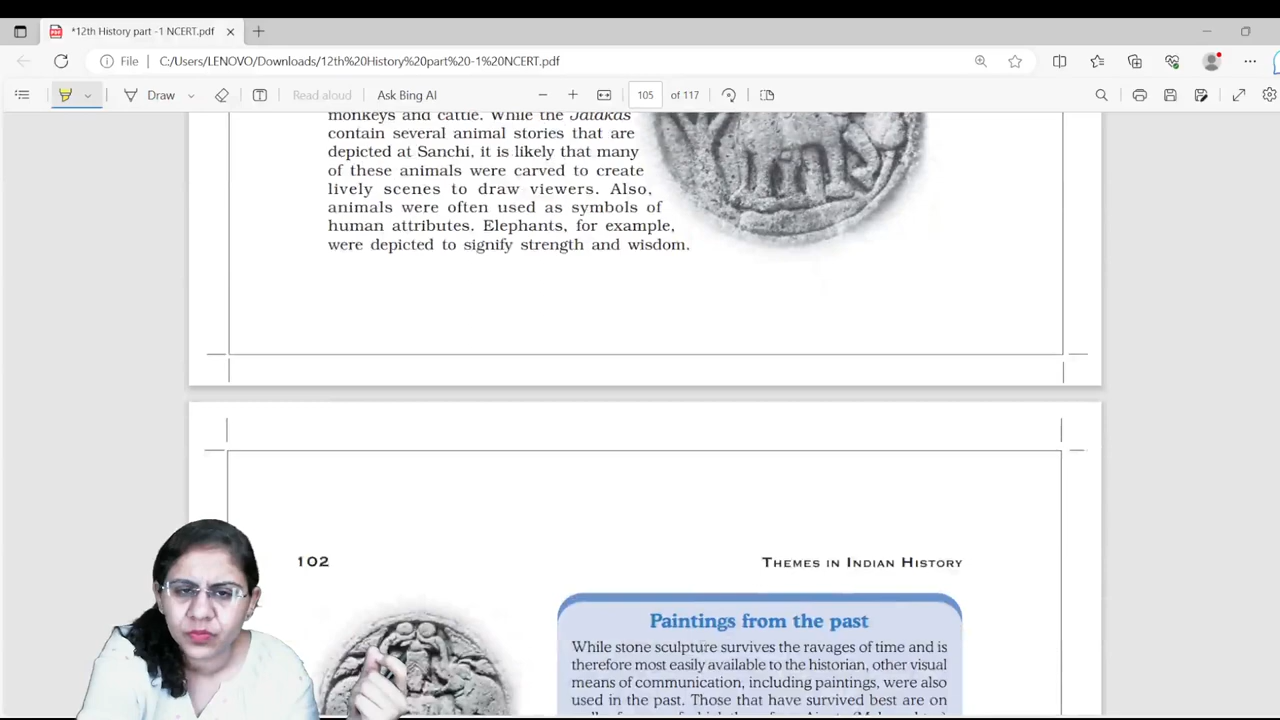 *12th History part -1 NCERT.pdf
File
C:/Users/LENOVO/Downloads/12th%20History%20part%20-1%20NCERT.pdf
Draw
Read aloud
Ask Bing AI
105 of 117
monkeys and cattle. While the Jatakas
contain several animal stories that are
depicted at Sanchi, it is likely that many
of these animals were carved to create
lively scenes to draw viewers. Also,
animals were often used as symbols of
human attributes. Elephants, for example,
were depicted to signify strength and wisdom.
102
THEMES IN INDIAN HISTORY
Paintings from the past
While stone sculpture survives the ravages of time and is
therefore most easily available to the historian, other visual
means of communication, including paintings, were also
used in the past. Those that have survived best are on